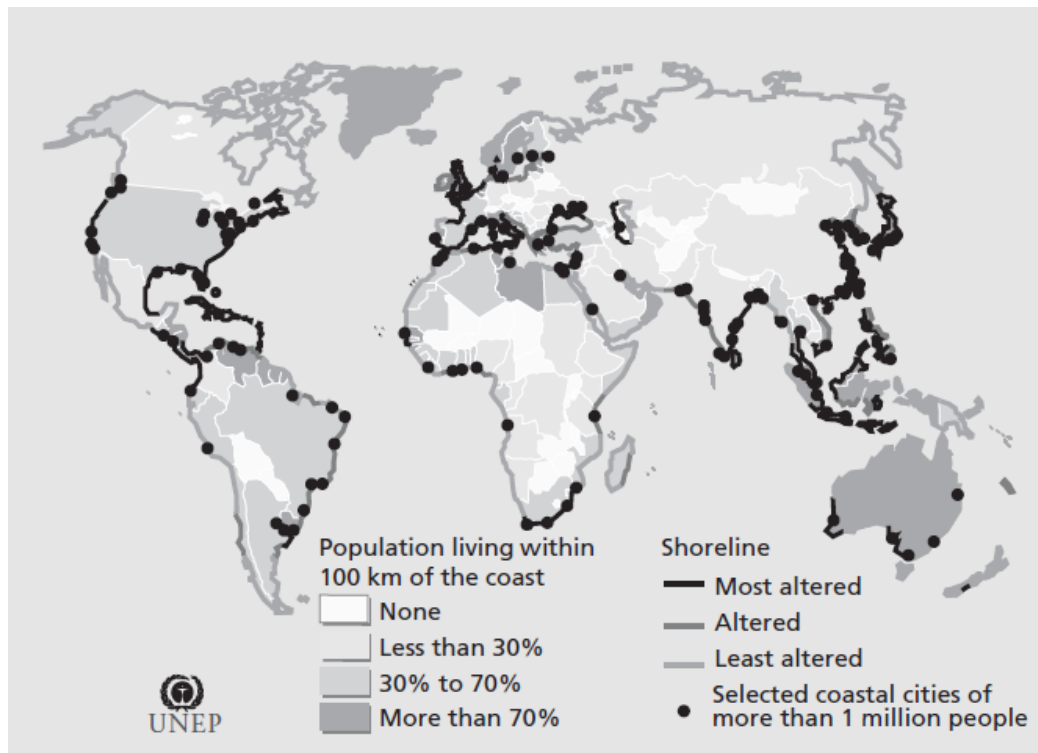 Population living within
100 km of the coast
None
Less than 30%
30% to 70%
More than 70%
Shoreline
Most altered
Altered
Least altered
Selected coastal cities of
more than 1 million people
UNEP